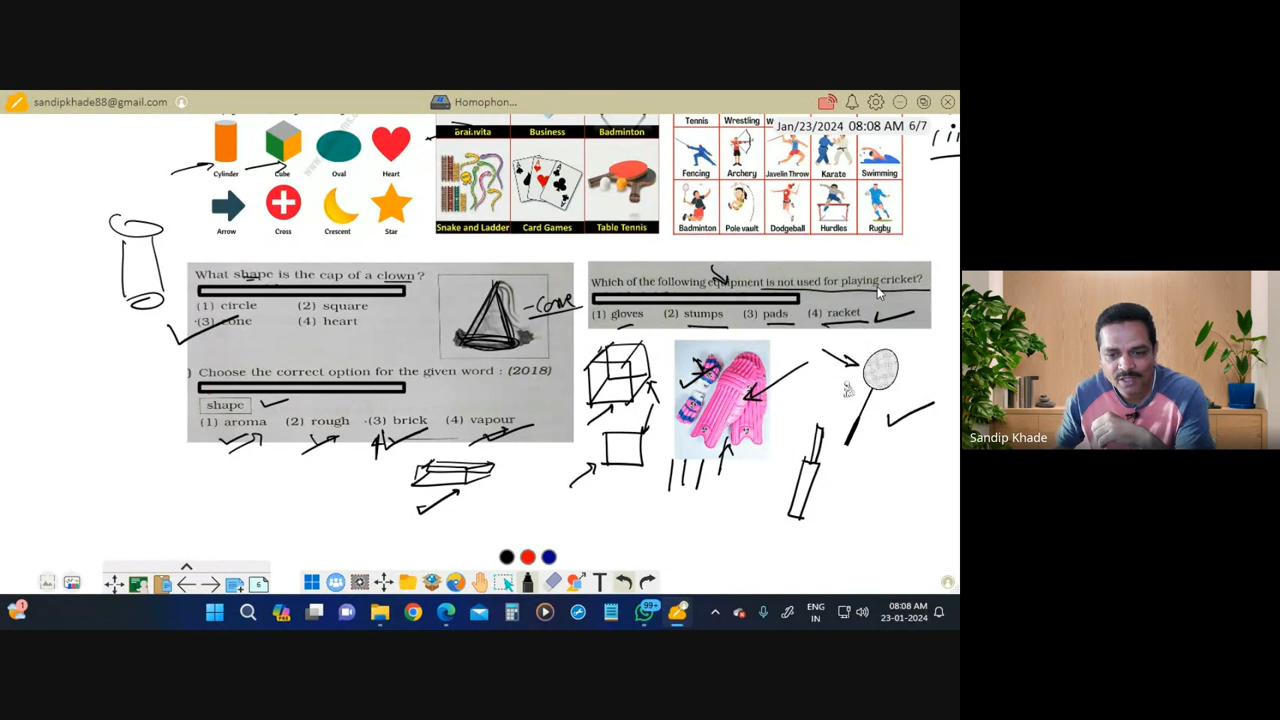 sandipkhade88@gmail.com
Homophon...
Jan/23/2024 08:08 AM 6/7
Brainvita
Business
Badminton
Tennis
Wrestling
Cylinder
Cube
Oval
Heart
Fencing
Archery
Javelin Throw
Karate
Swimming
Arrow
Cross
Crescent
Star
Snake and Ladder
Card Games
Table Tennis
Badminton
Pole vault
Dodgeball
Hurdles
Rugby
What shape is the cap of a clown?
(1) circle (2) square
(3) cone (4) heart
-Cone
) Choose the correct option for the given word : (2018)
shape
(1) aroma (2) rough (3) brick (4) vapour
Which of the following equipment is not used for playing cricket?
(1) gloves (2) stumps (3) pads (4) racket
Sandip Khade
6
T
1
PRE
99+
ENG
IN
08:08 AM
23-01-2024